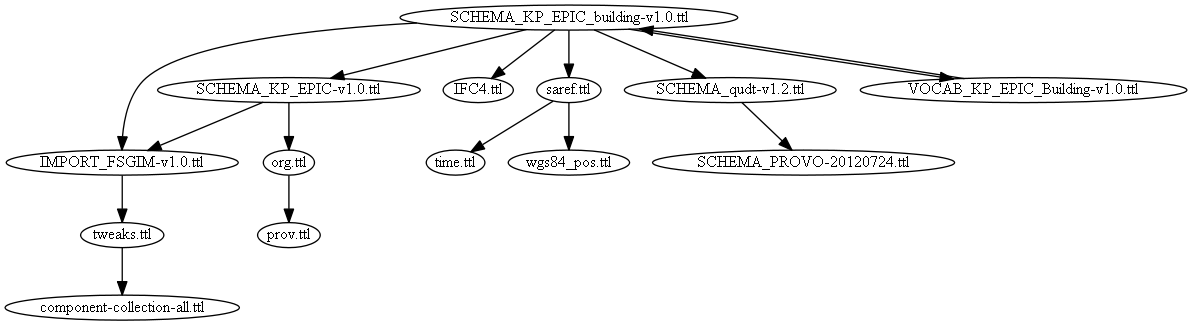 SCHEMA_KP_EPIC_building-v1.0.ttl
SCHEMA_KP_EPIC-v1.0.ttl
IFC4.ttl
saref.ttl
SCHEMA_qudt-v1.2.ttl
VOCAB_KP_EPIC_Building-v1.0.ttl
IMPORT_FSGIM-v1.0.ttl
org.ttl
time.ttl
wgs84_pos.ttl
SCHEMA_PROVO-20120724.ttl
tweaks.ttl
prov.ttl
component-collection-all.ttl